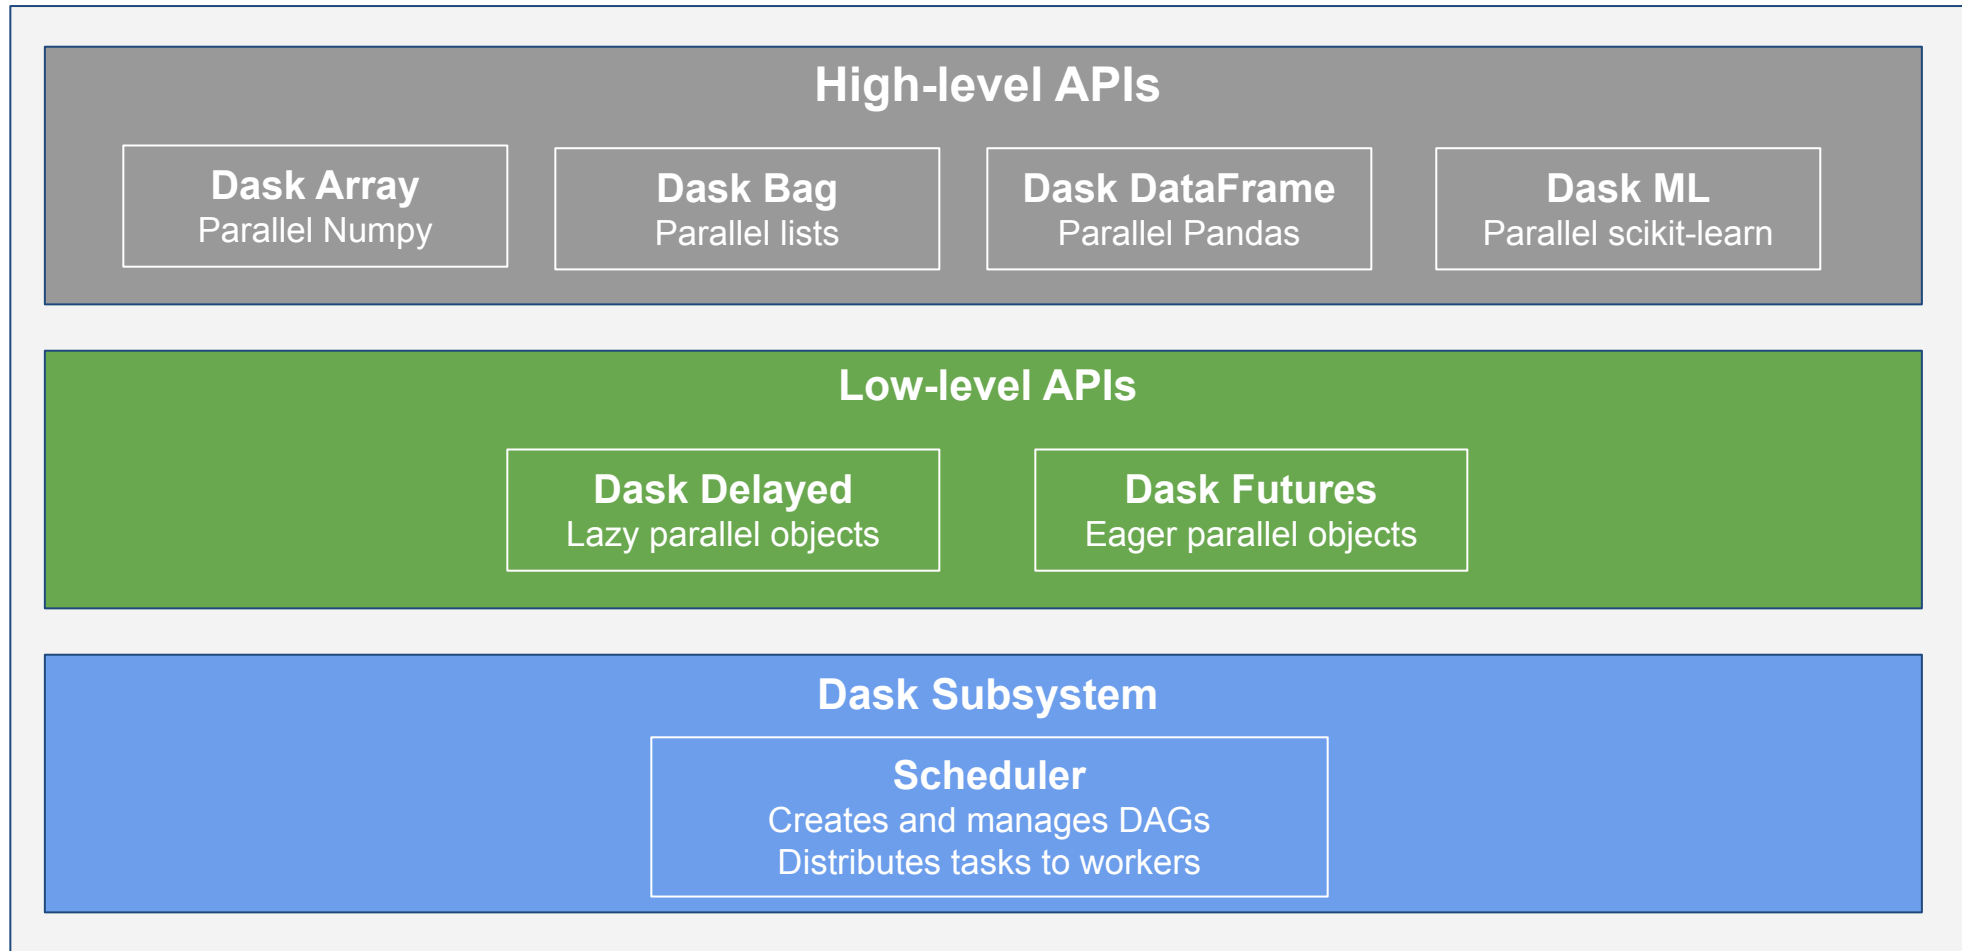 High-level APIs
Dask Array
Parallel Numpy
Dask Bag
Parallel lists
Dask DataFrame
Parallel Pandas
Dask ML
Parallel scikit-learn
Low-level APIs
Dask Delayed
Lazy parallel objects
Dask Futures
Eager parallel objects
Dask Subsystem
Scheduler
Creates and manages DAGs
Distributes tasks to workers